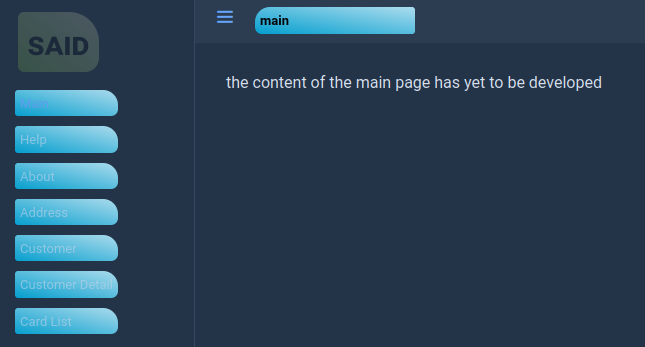 SAID
main
the content of the main page has yet to be developed
Help
About
Address
Customer
Customer Detail
Card List